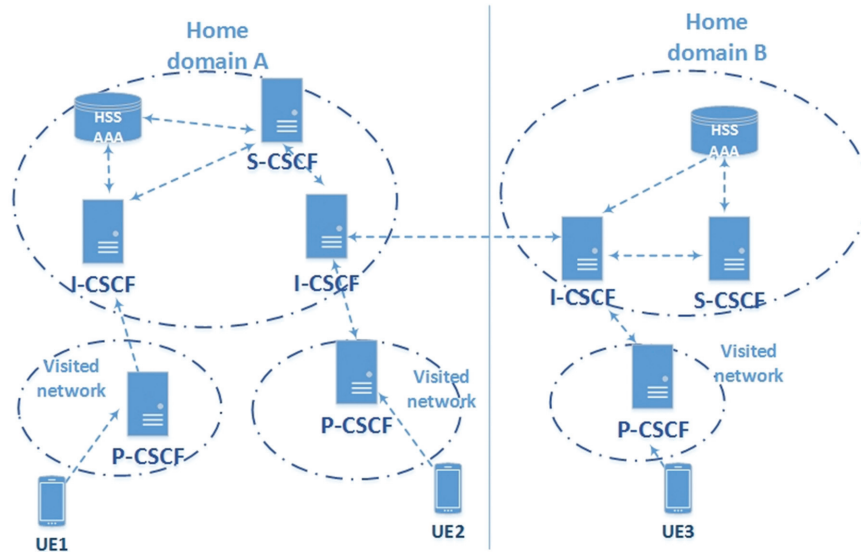 Home
domain A
Home
domain B
HSS
AAA
S-CSCF
HSS
AAA
I-CSCF
I-CSCF
I-CSCF
S-CSCF
Visited
network
P-CSCF
Visited
network
P-CSCF
Visited
network
P-CSCF
UE1
UE2
UE3